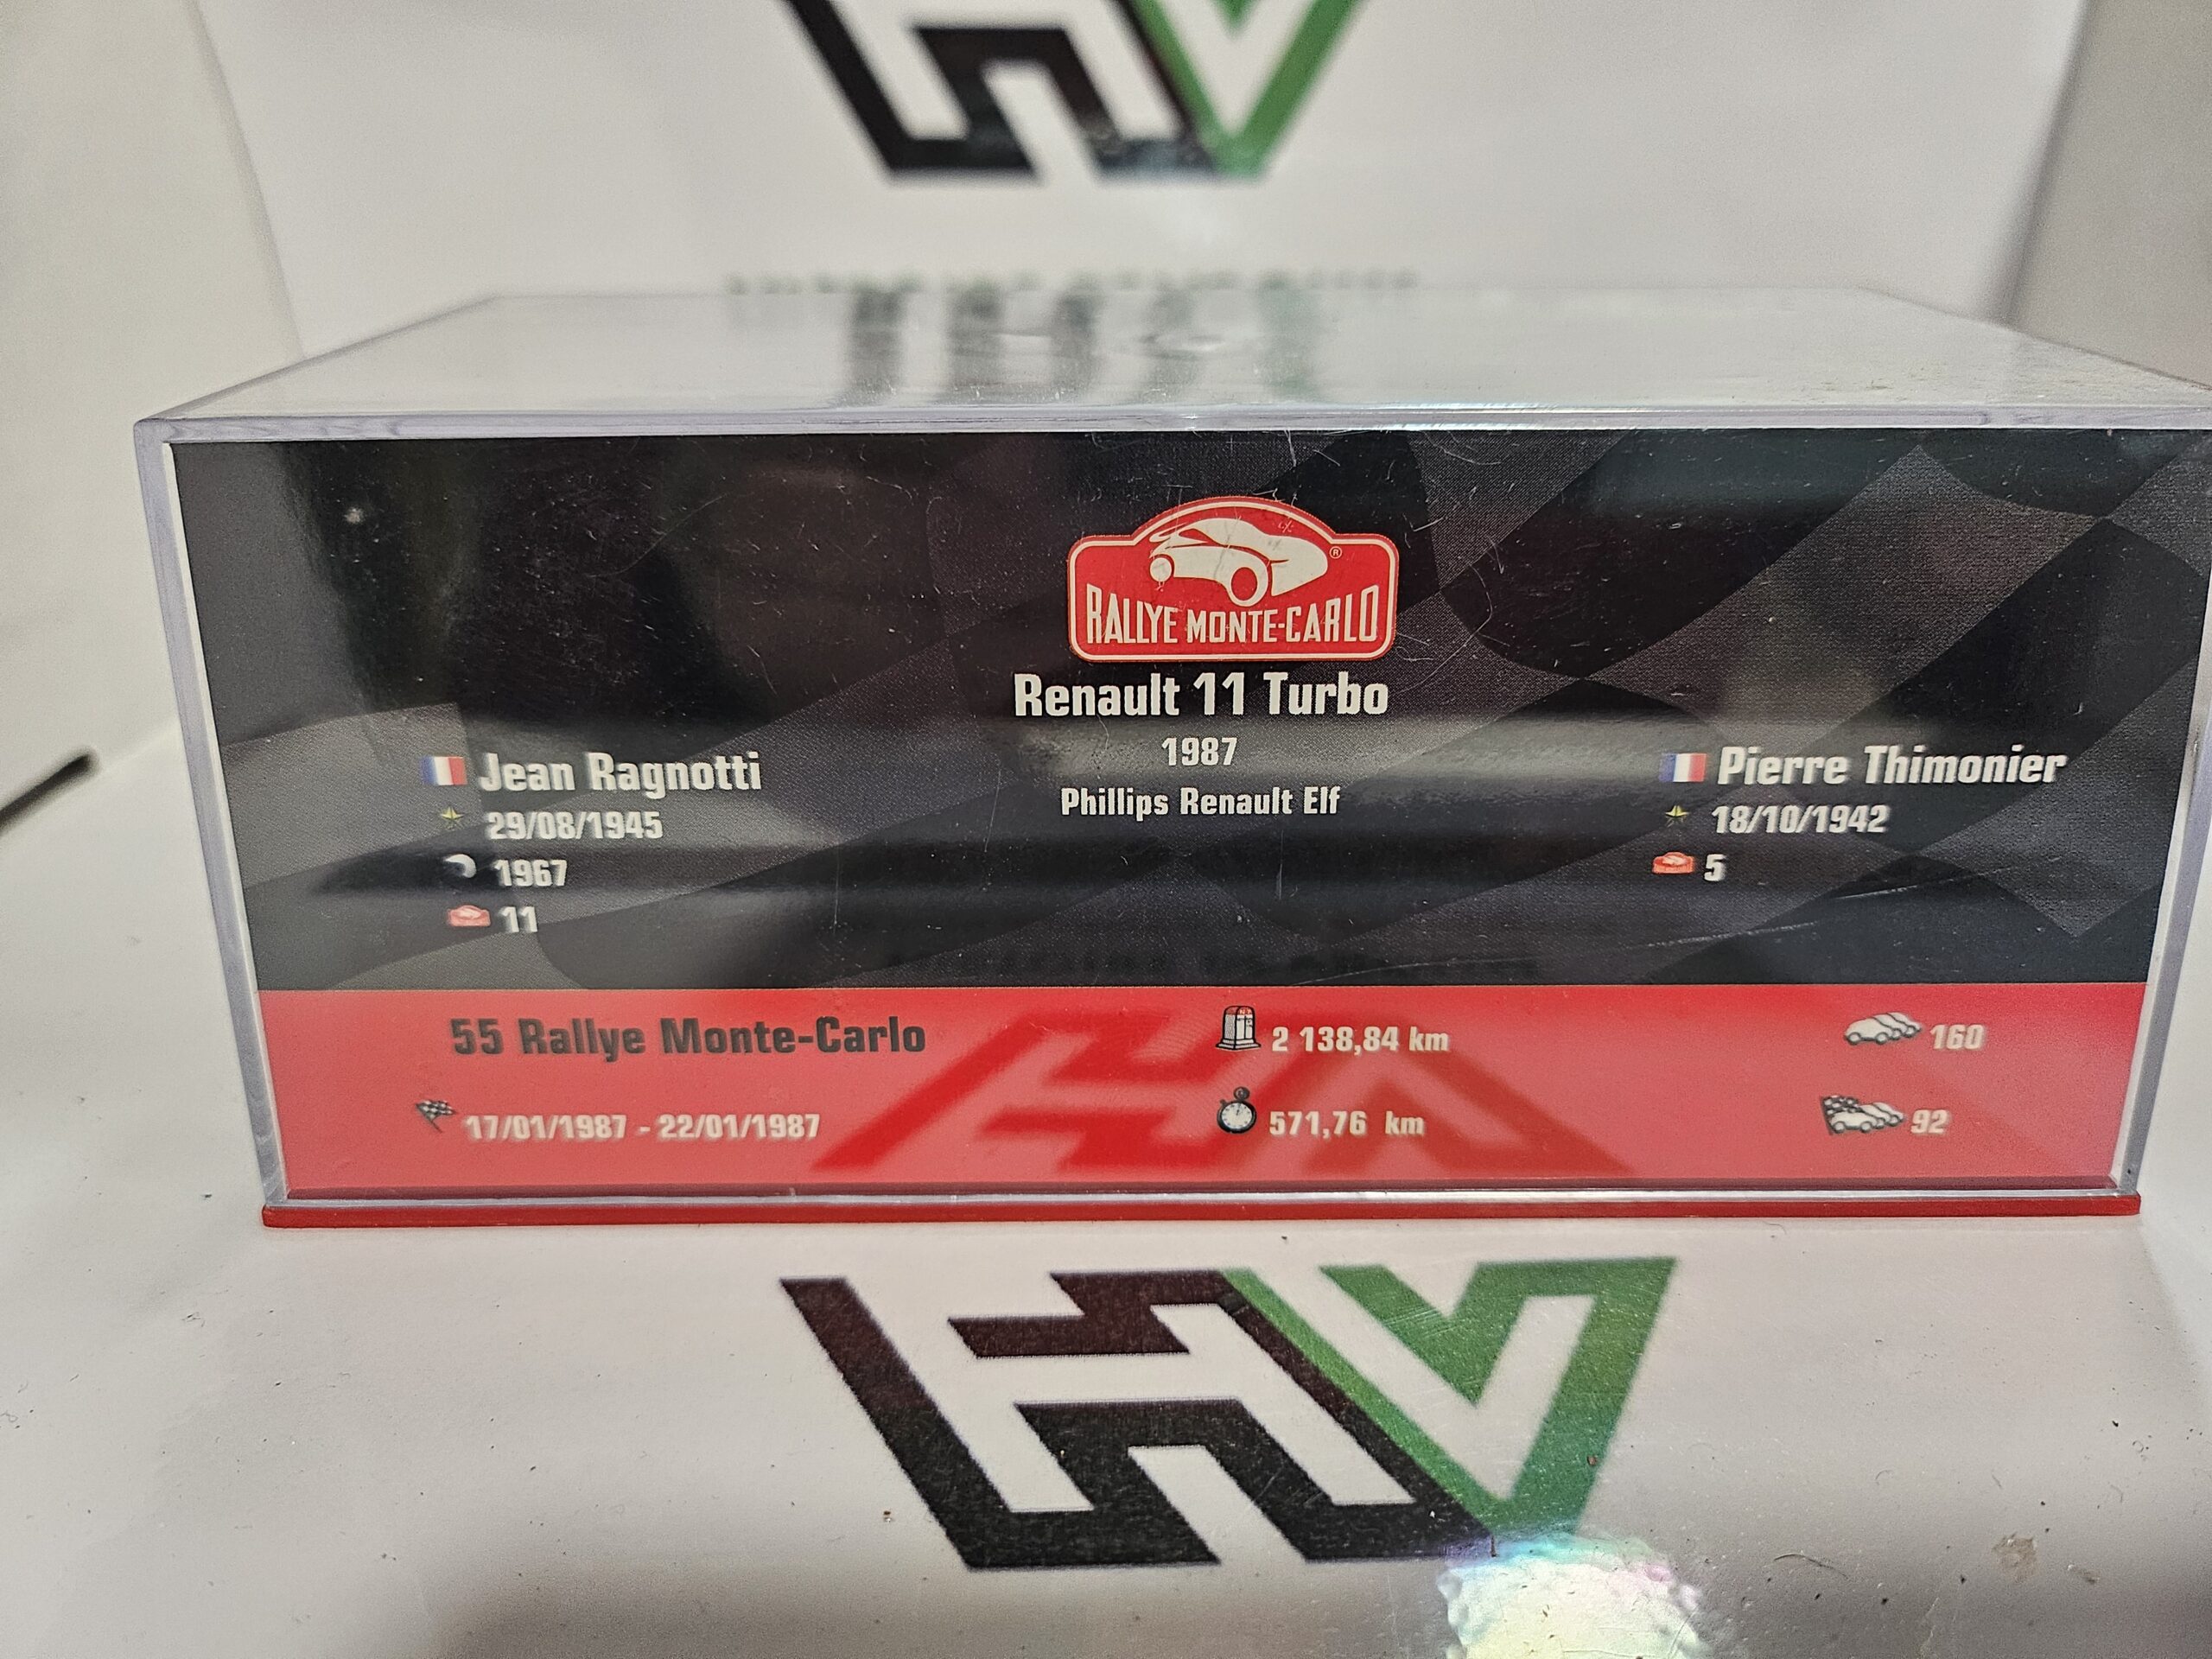 HV
RALLYE MONTE-CARLO ®
Renault 11 Turbo
1987
Phillips Renault Elf
Jean Ragnotti
29/08/1945
1967
11
Pierre Thimonier
18/10/1942
5
55 Rallye Monte-Carlo
17/01/1987 - 22/01/1987
2 138,84 km
571,76 km
160
92
HV